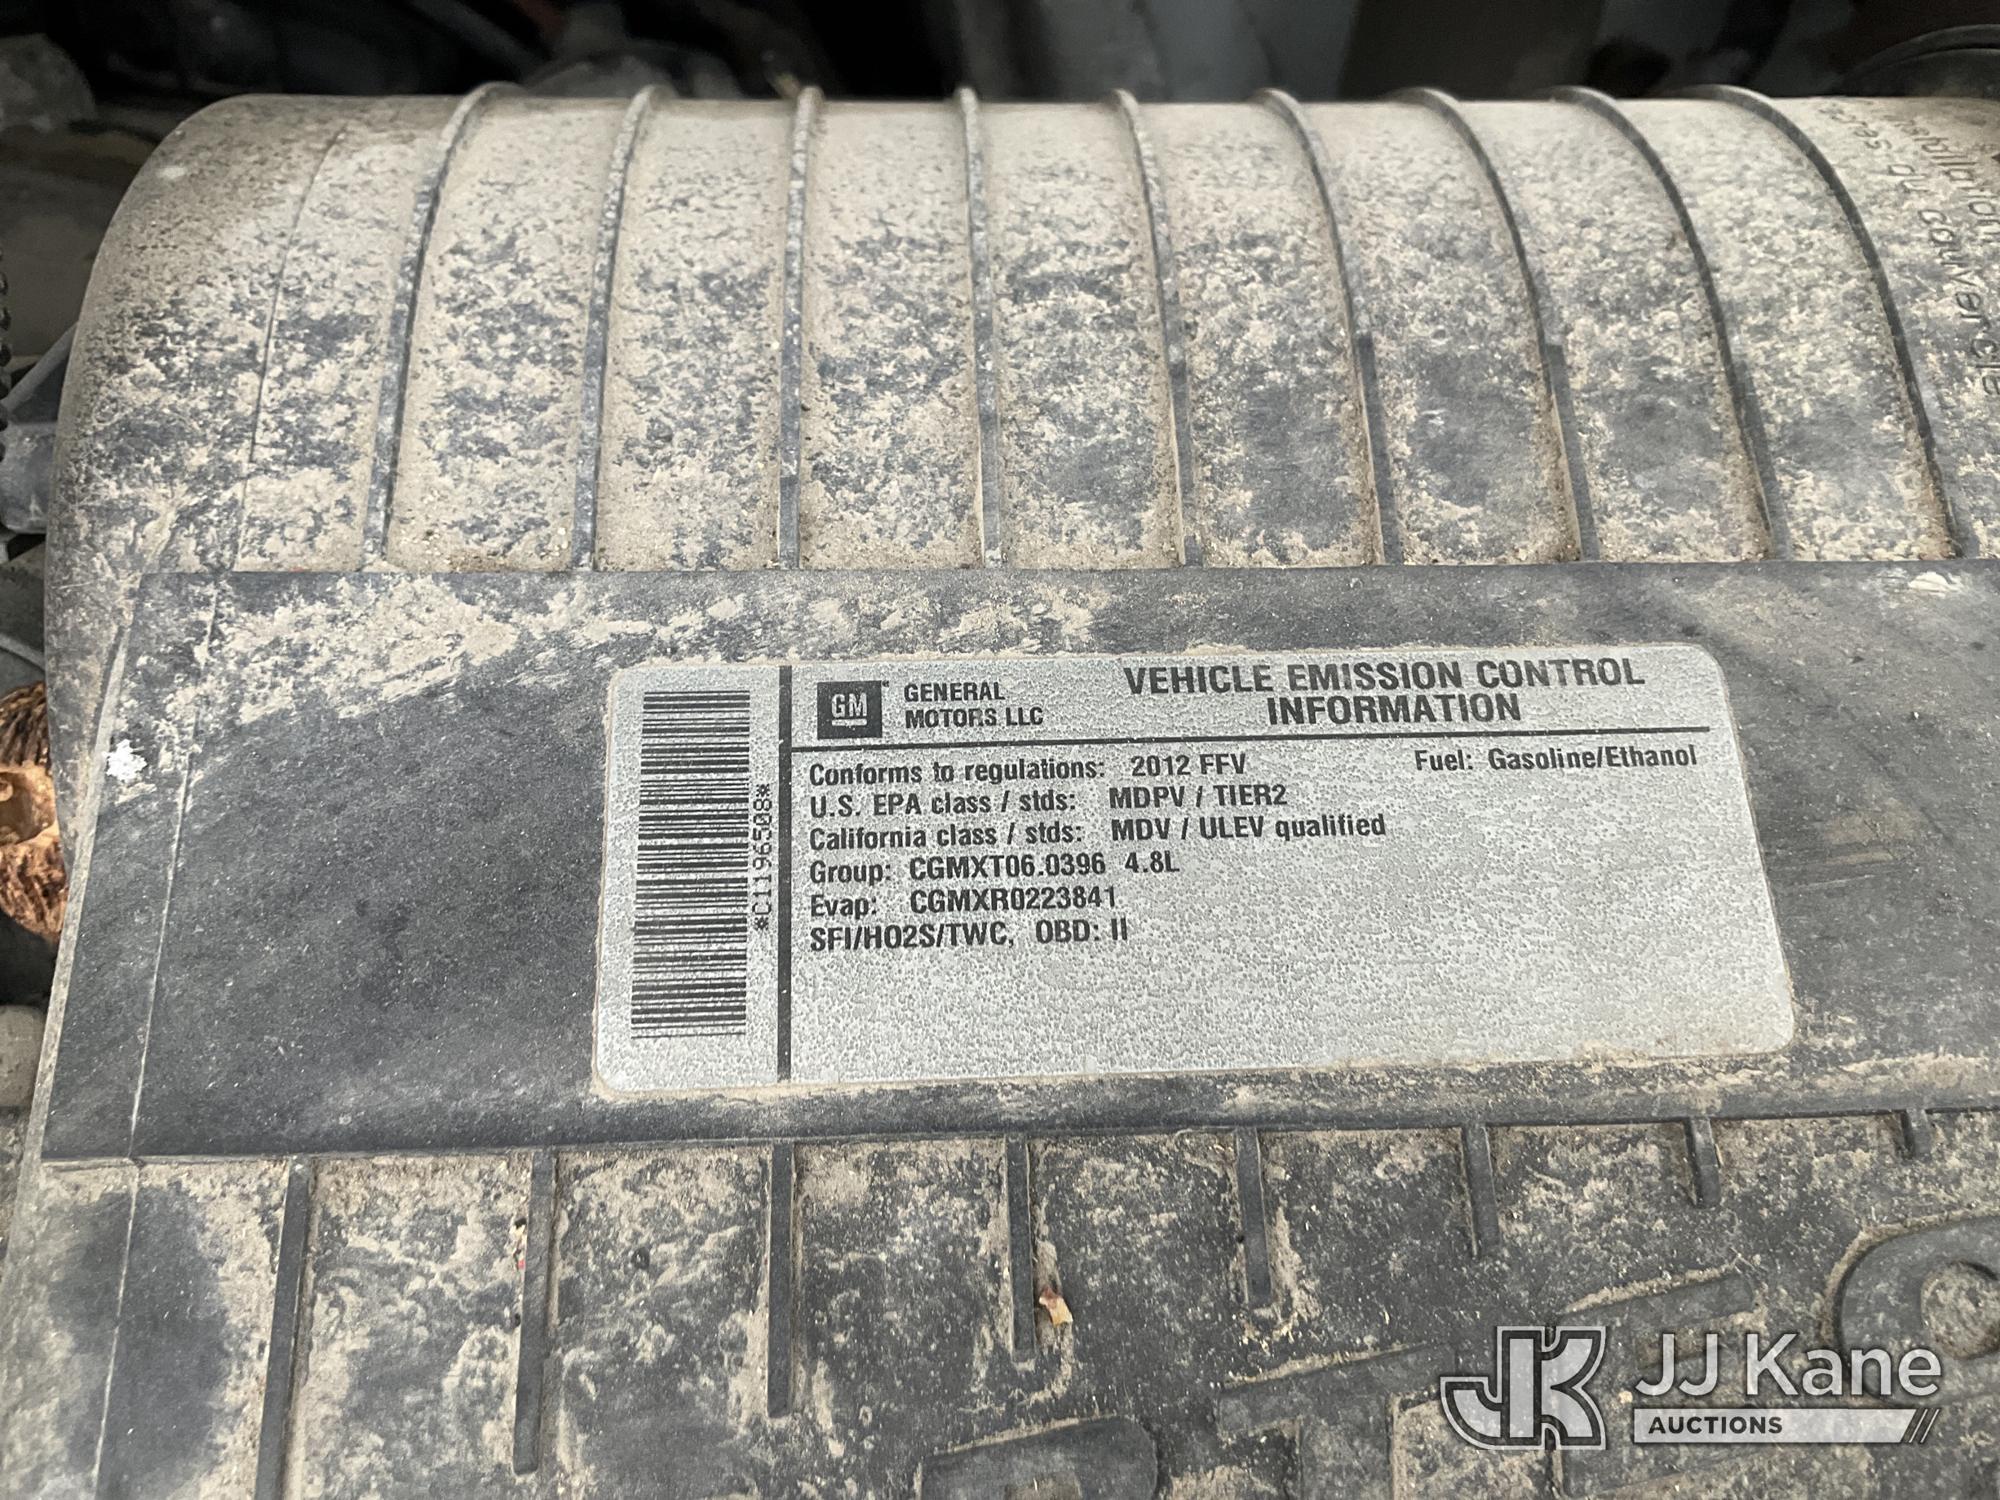 GM GENERAL MOTORS LLC
VEHICLE EMISSION CONTROL
INFORMATION
Conforms to regulations: 2012 FFV Fuel: Gasoline/Ethanol
U.S. EPA class / stds: MDPV / TIER2
California class / stds: MDV / ULEV qualified
Group: CGMXT06.0396 4.8L
Evap: CGMXR0223841
SFI/HO2S/TWC, OBD: II
*C1196508*
JJ Kane
AUCTIONS